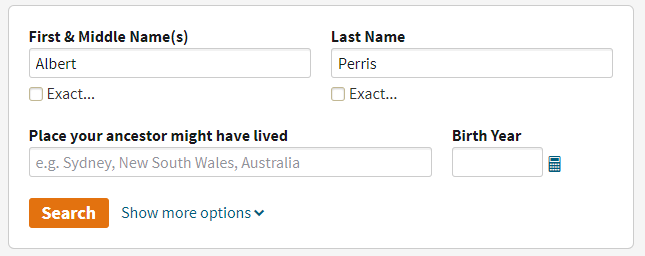 First & Middle Name(s) Last Name
Albert Perris
Exact... Exact...
Place your ancestor might have lived Birth Year
e.g. Sydney, New South Wales, Australia
Search Show more options